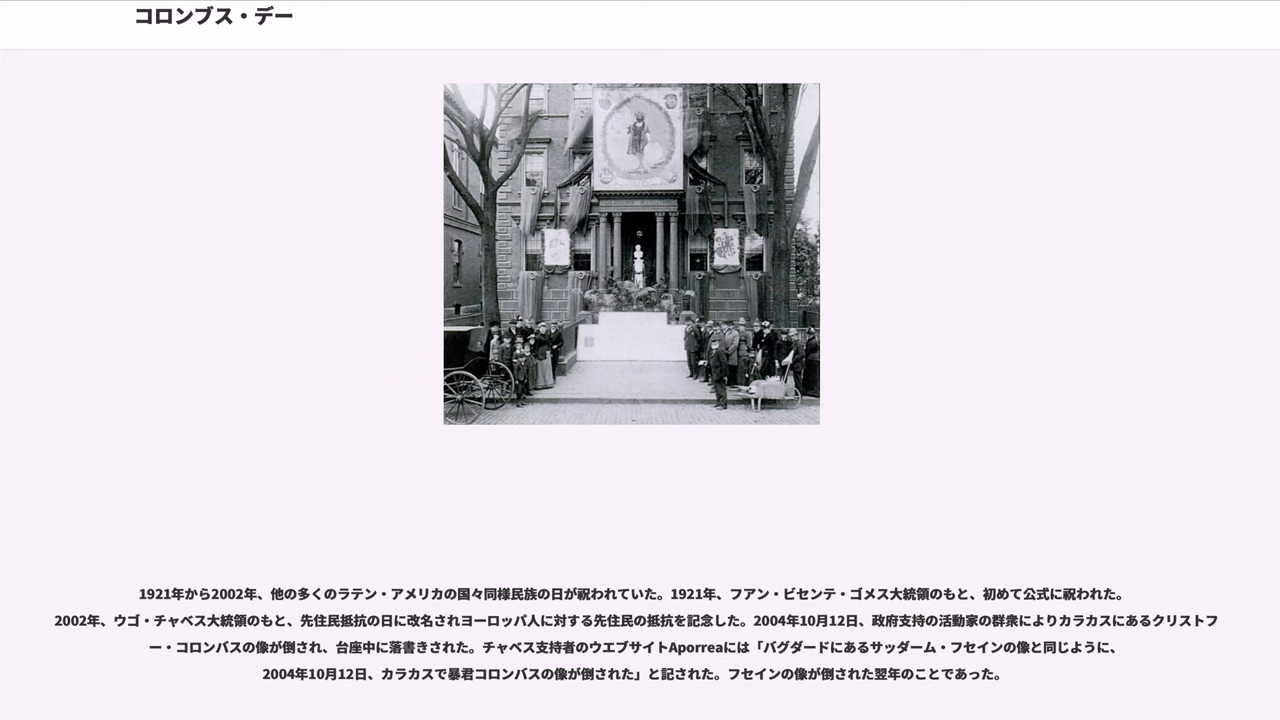 コロンブス・デー
1921年から2002年、他の多くのラテン・アメリカの国々同様民族の日が祝われていた。1921年、フアン・ビセンテ・ゴメス大統領のもと、初めて公式に祝われた。
2002年、ウゴ・チャベス大統領のもと、先住民抵抗の日に改名されヨーロッパ人に対する先住民の抵抗を記念した。2004年10月12日、政府支持の活動家の群衆によりカラカスにあるクリストフ
ー・コロンバスの像が倒され、台座中に落書きされた。チャベス支持者のウエブサイトAporreaには「バグダードにあるサッダーム・フセインの像と同じように、
2004年10月12日、カラカスで暴君コロンバスの像が倒された」と記された。フセインの像が倒された翌年のことであった。